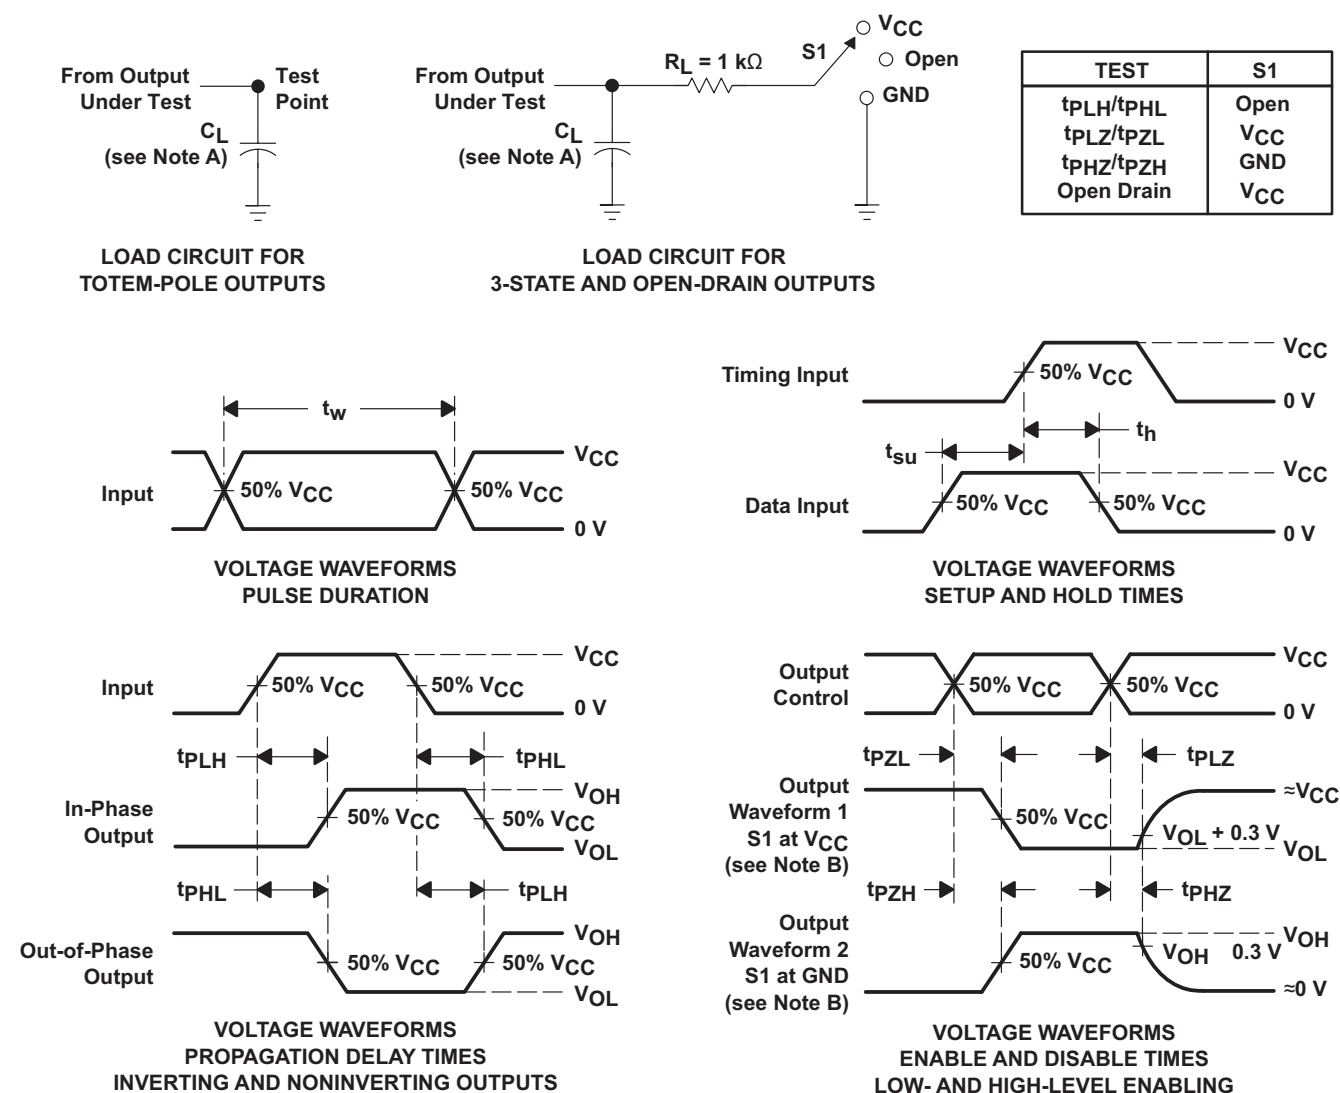 From Output
Under Test
Test
Point
CL
(see Note A)
LOAD CIRCUIT FOR
TOTEM-POLE OUTPUTS
From Output
Under Test
RL = 1 kΩ
S1
VCC
Open
GND
CL
(see Note A)
LOAD CIRCUIT FOR
3-STATE AND OPEN-DRAIN OUTPUTS
TEST S1
tPLH/tPHL Open
tPLZ/tPZL VCC
tPHZ/tPZH GND
Open Drain VCC
tw
Input
50% VCC
50% VCC
VCC
0 V
VOLTAGE WAVEFORMS
PULSE DURATION
Timing Input
50% VCC
VCC
0 V
th
tsu
Data Input
50% VCC
50% VCC
VCC
0 V
VOLTAGE WAVEFORMS
SETUP AND HOLD TIMES
Input
50% VCC
50% VCC
VCC
0 V
tPLH
tPHL
In-Phase
Output
50% VCC
50% VCC
VOH
VOL
tPHL
tPLH
Out-of-Phase
Output
50% VCC
50% VCC
VOH
VOL
VOLTAGE WAVEFORMS
PROPAGATION DELAY TIMES
INVERTING AND NONINVERTING OUTPUTS
Output
Control
50% VCC
50% VCC
VCC
0 V
tPZL
tPLZ
Output
Waveform 1
S1 at VCC
(see Note B)
50% VCC
VOL + 0.3 V
≈VCC
VOL
tPZH
tPHZ
Output
Waveform 2
S1 at GND
(see Note B)
50% VCC
VOH 0.3 V
VOH
≈0 V
VOLTAGE WAVEFORMS
ENABLE AND DISABLE TIMES
LOW- AND HIGH-LEVEL ENABLING